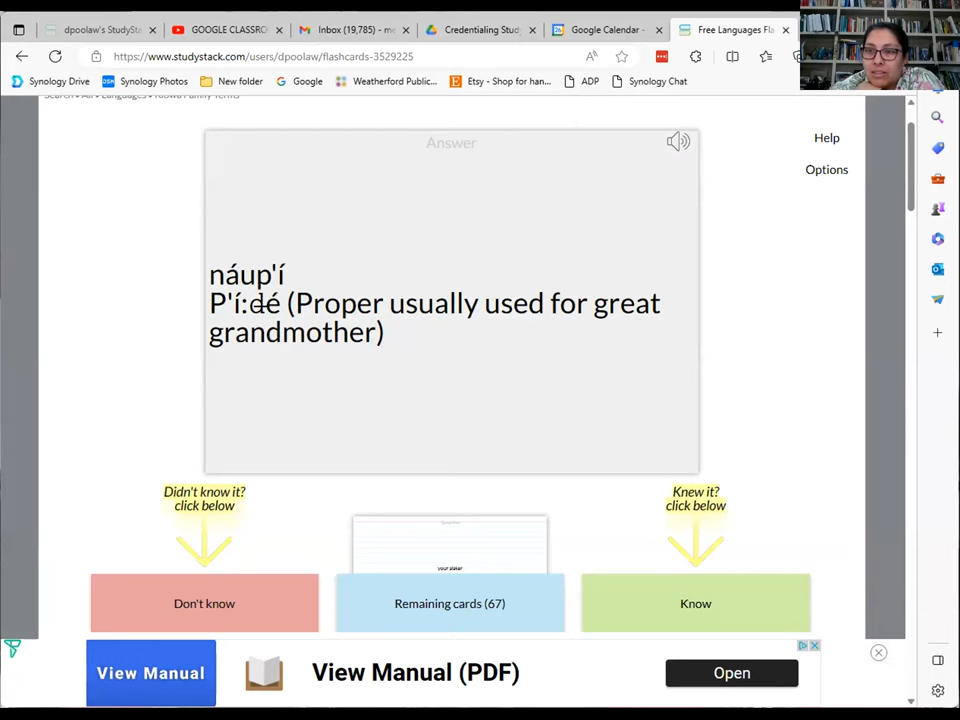 dpoolaw's StudySta
GOOGLE CLASSRO
Inbox (19,785) - m
Credentialing Stud
Google Calendar -
Free Languages Fla
https://www.studystack.com/users/dpoolaw/flashcards-3529225
Synology Drive
Synology Photos
New folder
Google
Weatherford Public...
Etsy - Shop for han...
ADP
Synology Chat
Answer
Help
Options
náup'í
P'í:dé (Proper usually used for great
grandmother)
Didn't know it?
click below
Knew it?
click below
your sister
Don't know
Remaining cards (67)
Know
View Manual
View Manual (PDF)
Open